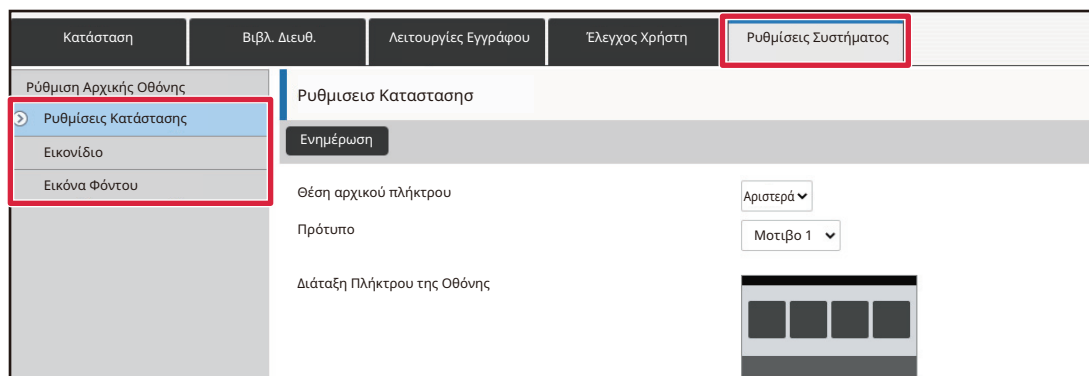 Κατάσταση
Βιβλ. Διευθ.
Λειτουργίες Εγγράφου
Έλεγχος Χρήστη
Ρυθμίσεις Συστήματος
Ρύθμιση Αρχικής Οθόνης
Ρυθμίσεις Κατάστασης
Εικονίδιο
Εικόνα Φόντου
Ρυθμισεισ Καταστασησ
Ενημέρωση
Θέση αρχικού πλήκτρου
Αριστερά
Πρότυπο
Μοτιβο 1
Διάταξη Πλήκτρου της Οθόνης